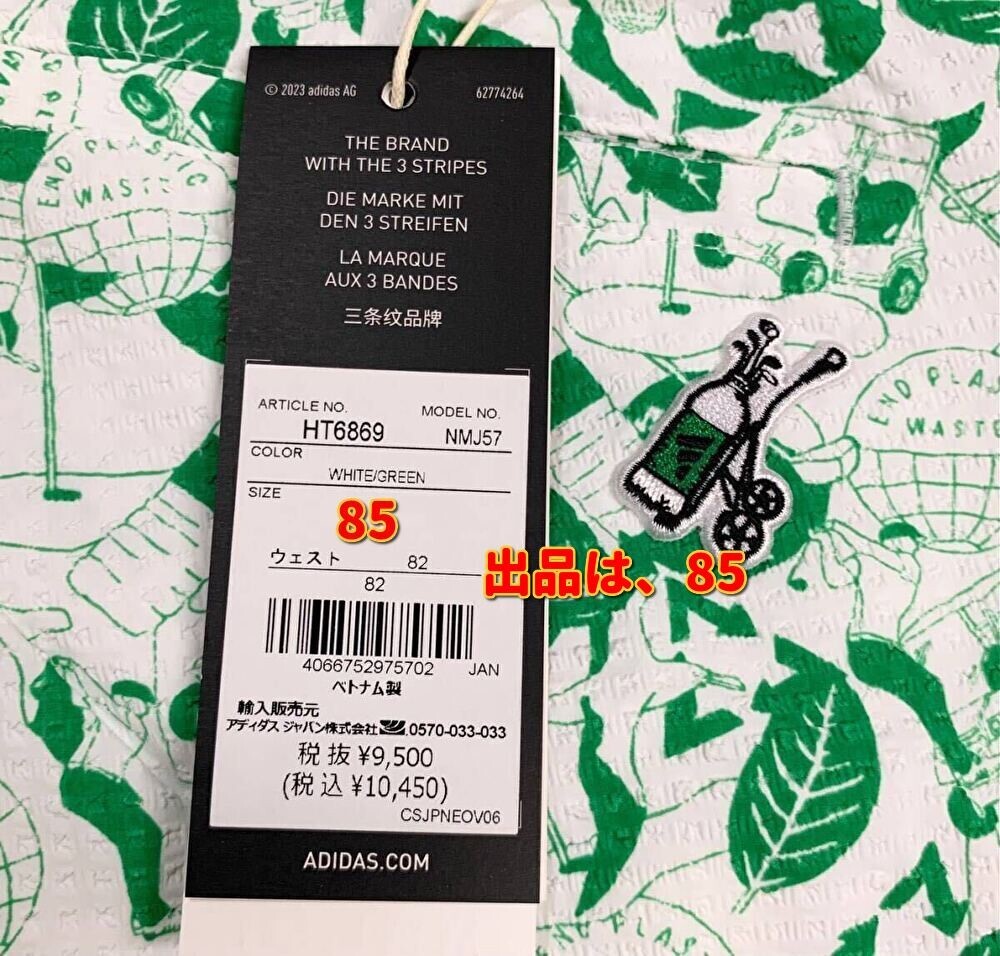 © 2023 adidas AG 62774264
THE BRAND
WITH THE 3 STRIPES
DIE MARKE MIT
DEN 3 STREIFEN
LA MARQUE
AUX 3 BANDES
三条纹品牌
ARTICLE NO. MODEL NO.
HT6869 NMJ57
COLOR
WHITE/GREEN
SIZE
85
ウェスト 82
82
出品は、85
4066752975702 JAN
ベトナム製
輸入販売元
アディダス ジャパン株式会社 0570-033-033
税抜 ¥9,500
(税込 ¥10,450)
CSJPNEOV06
ADIDAS.COM
END PLASTIC
WASTE
END PLA
WASTE
END PLAS